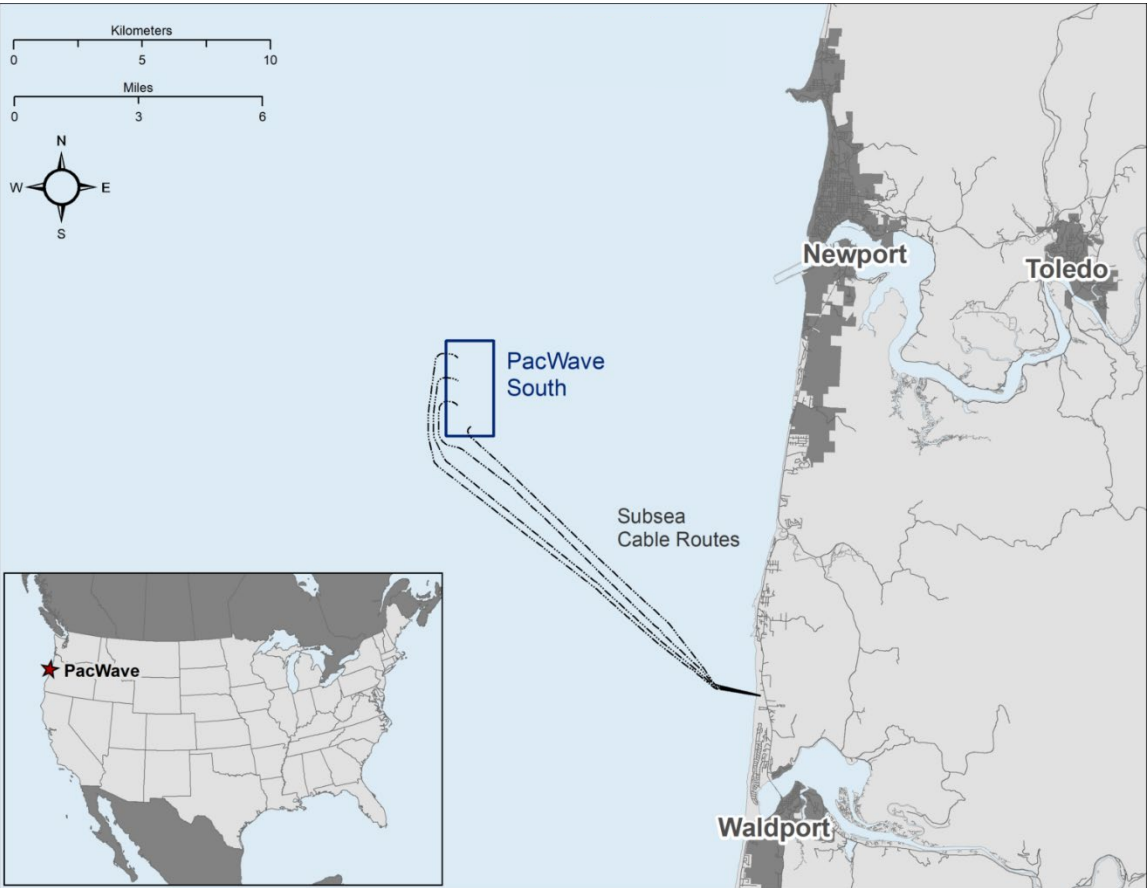 Kilometers
0 5 10
Miles
0 3 6
N
W E
S
Newport
Toledo
PacWave
South
Subsea
Cable Routes
PacWave
Waldport